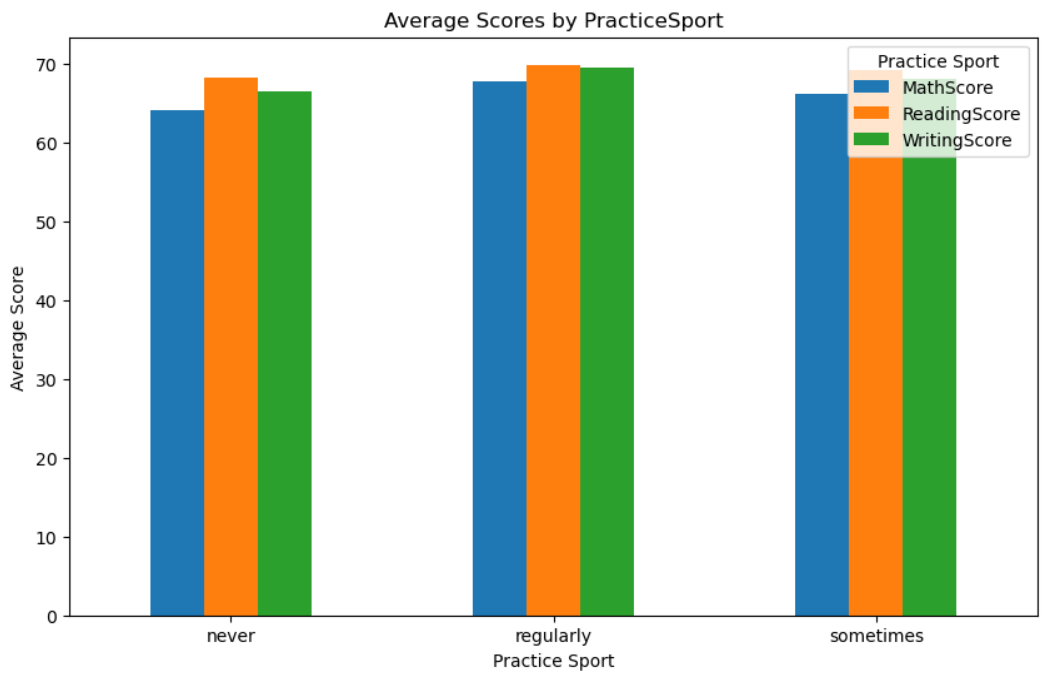 Average Scores by PracticeSport
Average Score
70
60
50
40
30
20
10
0
Practice Sport
MathScore
ReadingScore
WritingScore
never
regularly
sometimes
Practice Sport